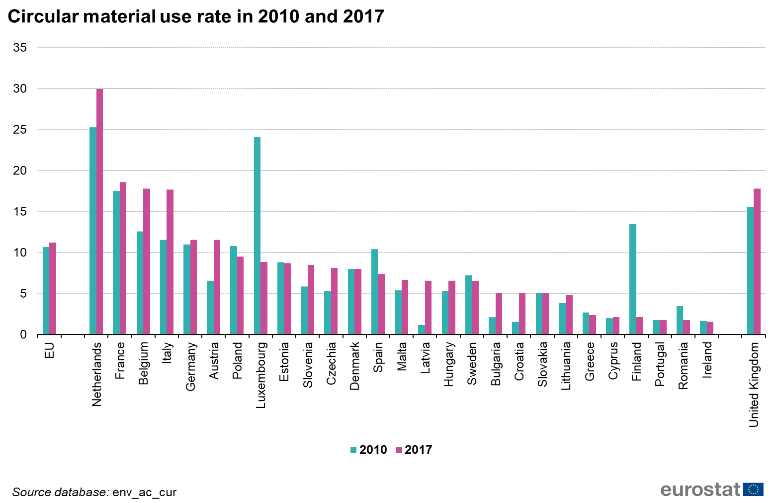 Circular material use rate in 2010 and 2017
35
30
25
20
15
10
5
0
EU
Netherlands
France
Belgium
Italy
Germany
Austria
Poland
Luxembourg
Estonia
Slovenia
Czechia
Denmark
Spain
Malta
Latvia
Hungary
Sweden
Bulgaria
Croatia
Slovakia
Lithuania
Greece
Cyprus
Finland
Portugal
Romania
Ireland
United Kingdom
2010 2017
Source database: env_ac_cur
eurostat